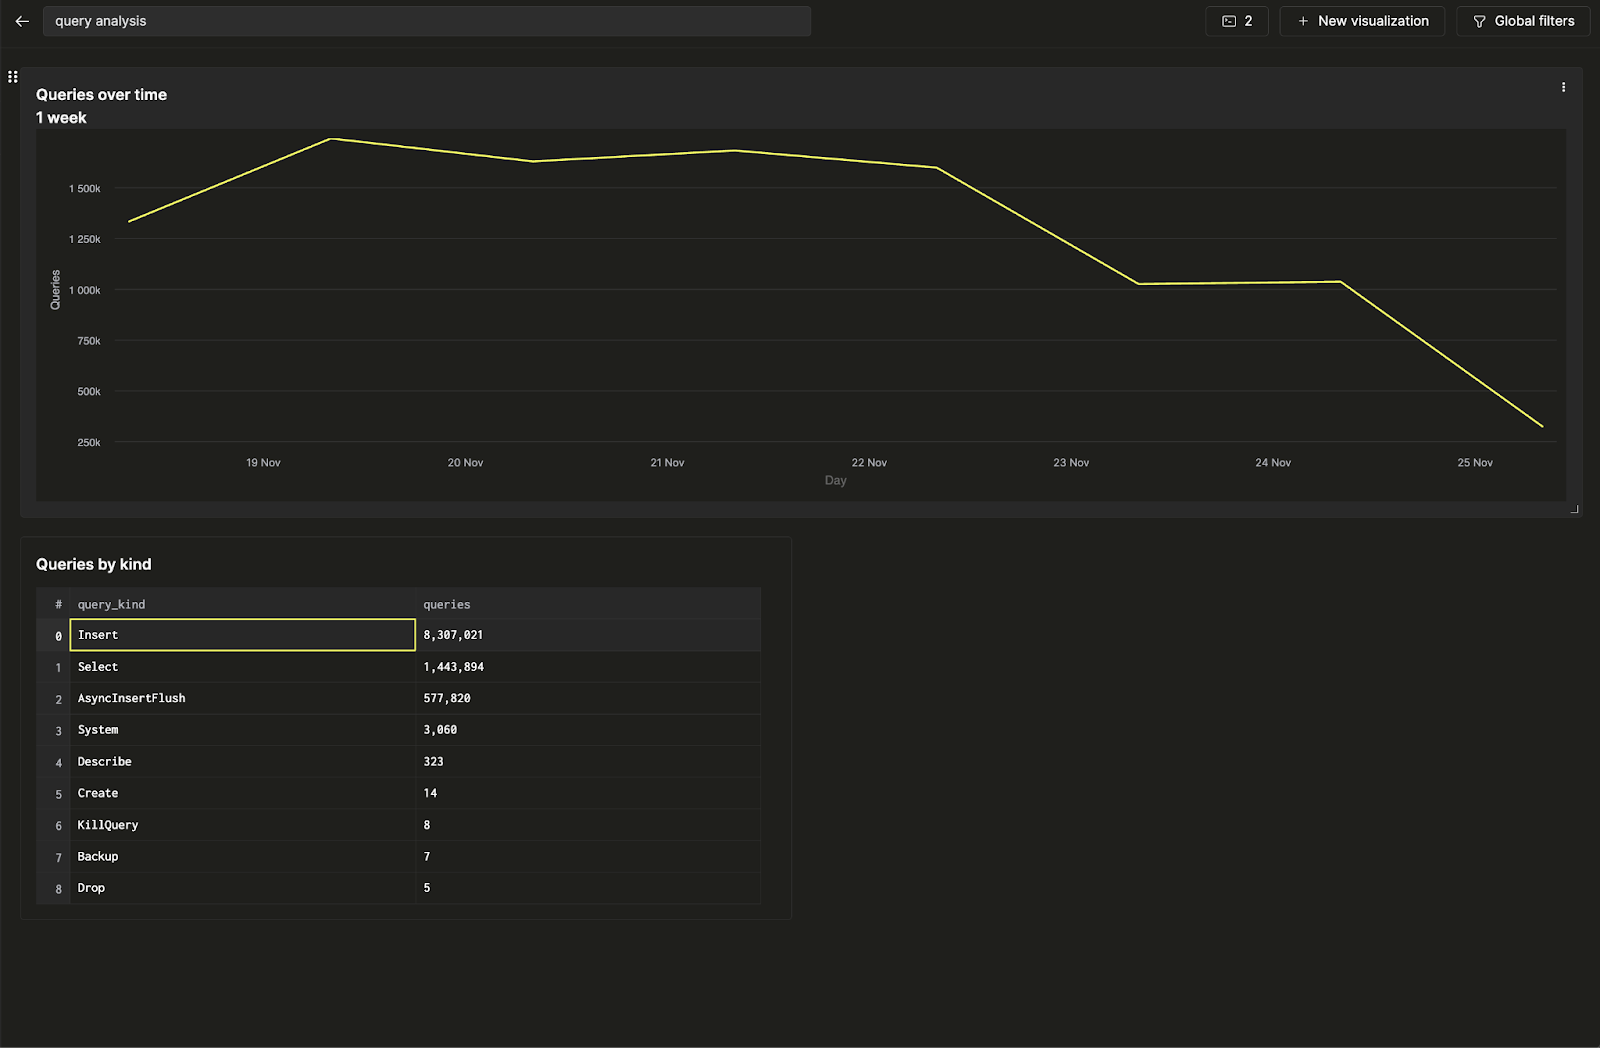 query analysis
2
+ New visualization
Global filters
Queries over time
1 week
Queries
1 500k
1 250k
1 000k
750k
500k
250k
19 Nov 20 Nov 21 Nov 22 Nov 23 Nov 24 Nov 25 Nov
Day
Queries by kind
# query_kind queries
0 Insert 8,307,021
1 Select 1,443,894
2 AsyncInsertFlush 577,820
3 System 3,060
4 Describe 323
5 Create 14
6 KillQuery 8
7 Backup 7
8 Drop 5